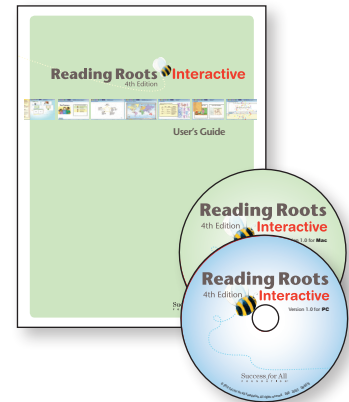 Reading Roots Interactive
4th Edition
User's Guide
Reading Roots
4th Edition Interactive
for Mac
Reading Roots
4th Edition Interactive
Version 1.0 for PC
Success for All
FOUNDATION